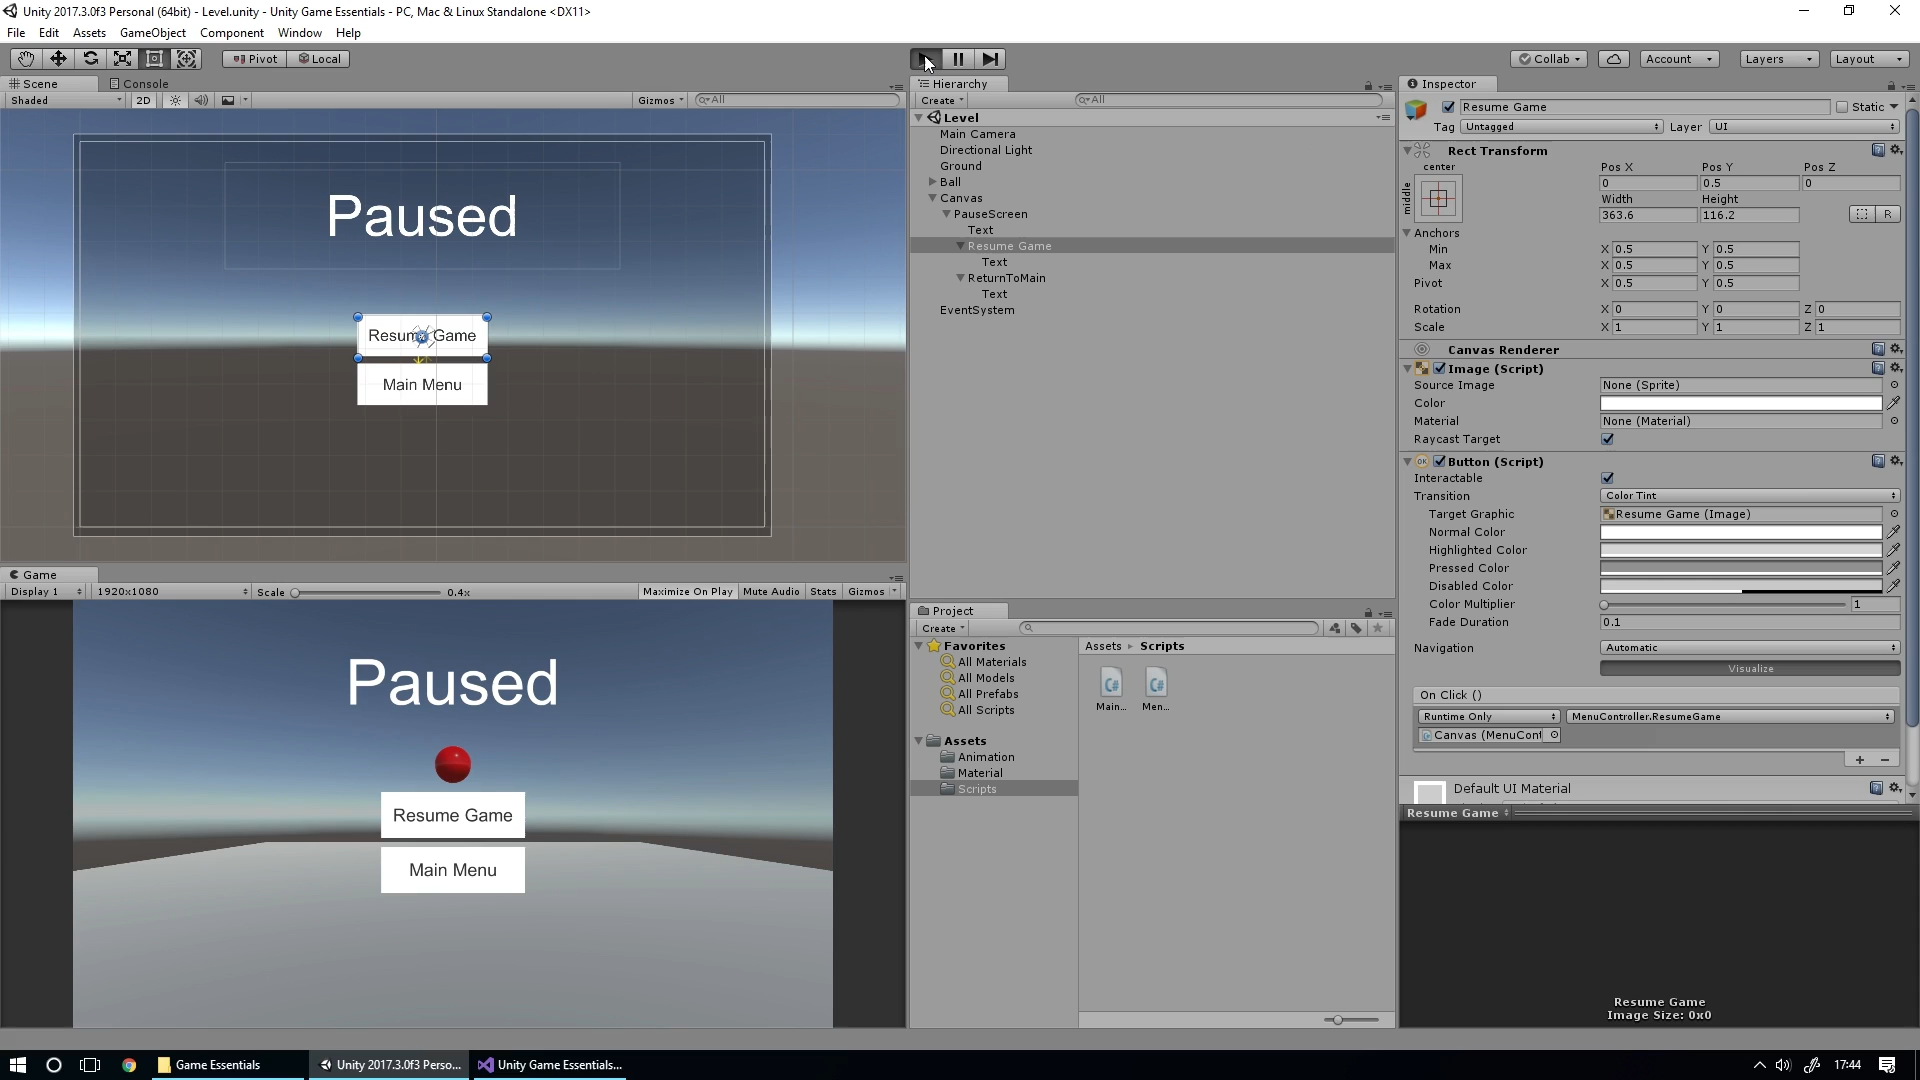 Unity 2017.3.0f3 Personal (64bit) - Level.unity - Unity Game Essentials - PC, Mac & Linux Standalone <DX11>
File Edit Assets GameObject Component Window Help
Pivot Local
Collab Account Layers Layout
Scene Console
Shaded 2D Gizmos All
Paused
Resume Game
Main Menu
Game
Display 1 1920x1080 Scale 0.4x Maximize On Play Mute Audio Stats Gizmos
Paused
Resume Game
Main Menu
Hierarchy
Create All
Level
Main Camera
Directional Light
Ground
Ball
Canvas
PauseScreen
Text
Resume Game
Text
ReturnToMain
Text
EventSystem
Project
Create
Favorites
All Materials
All Models
All Prefabs
All Scripts
Assets
Animation
Material
Scripts
Assets Scripts
C# C#
Main... Men...
Inspector
Resume Game Static
Tag Untagged Layer UI
Rect Transform
center Pos X Pos Y Pos Z
middle 0 0.5 0
Width Height
363.6 116.2 R
Anchors
Min X 0.5 Y 0.5
Max X 0.5 Y 0.5
Pivot X 0.5 Y 0.5
Rotation X 0 Y 0 Z 0
Scale X 1 Y 1 Z 1
Canvas Renderer
Image (Script)
Source Image None (Sprite)
Color
Material None (Material)
Raycast Target
OK Button (Script)
Interactable
Transition Color Tint
Target Graphic Resume Game (Image)
Normal Color
Highlighted Color
Pressed Color
Disabled Color
Color Multiplier 1
Fade Duration 0.1
Navigation Automatic
Visualize
On Click ()
Runtime Only MenuController.ResumeGame
Canvas (MenuCont
+ −
Default UI Material
Resume Game
Resume Game
Image Size: 0x0
Game Essentials Unity 2017.3.0f3 Perso... Unity Game Essentials... 17:44